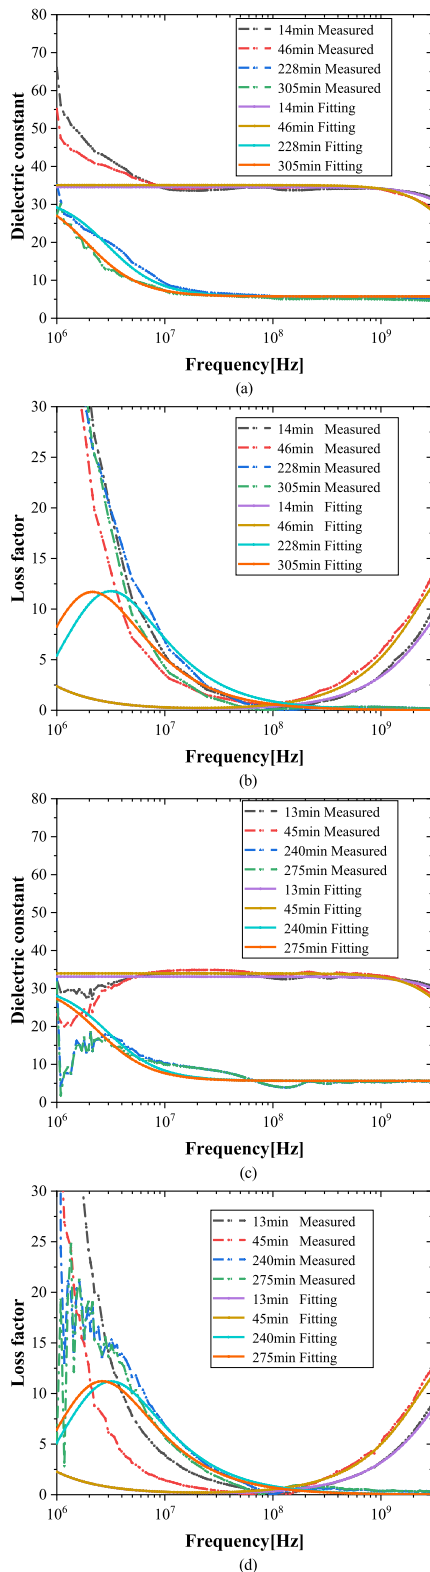 80
70
60
50
40
30
20
10
0
Dielectric constant
14min Measured
46min Measured
228min Measured
305min Measured
14min Fitting
46min Fitting
228min Fitting
305min Fitting
10^6 10^7 10^8 10^9
Frequency[Hz]
(a)
30
25
20
15
10
5
0
Loss factor
14min Measured
46min Measured
228min Measured
305min Measured
14min Fitting
46min Fitting
228min Fitting
305min Fitting
10^6 10^7 10^8 10^9
Frequency[Hz]
(b)
80
70
60
50
40
30
20
10
0
Dielectric constant
13min Measured
45min Measured
240min Measured
275min Measured
13min Fitting
45min Fitting
240min Fitting
275min Fitting
10^6 10^7 10^8 10^9
Frequency[Hz]
(c)
30
25
20
15
10
5
0
Loss factor
13min Measured
45min Measured
240min Measured
275min Measured
13min Fitting
45min Fitting
240min Fitting
275min Fitting
10^6 10^7 10^8 10^9
Frequency[Hz]
(d)